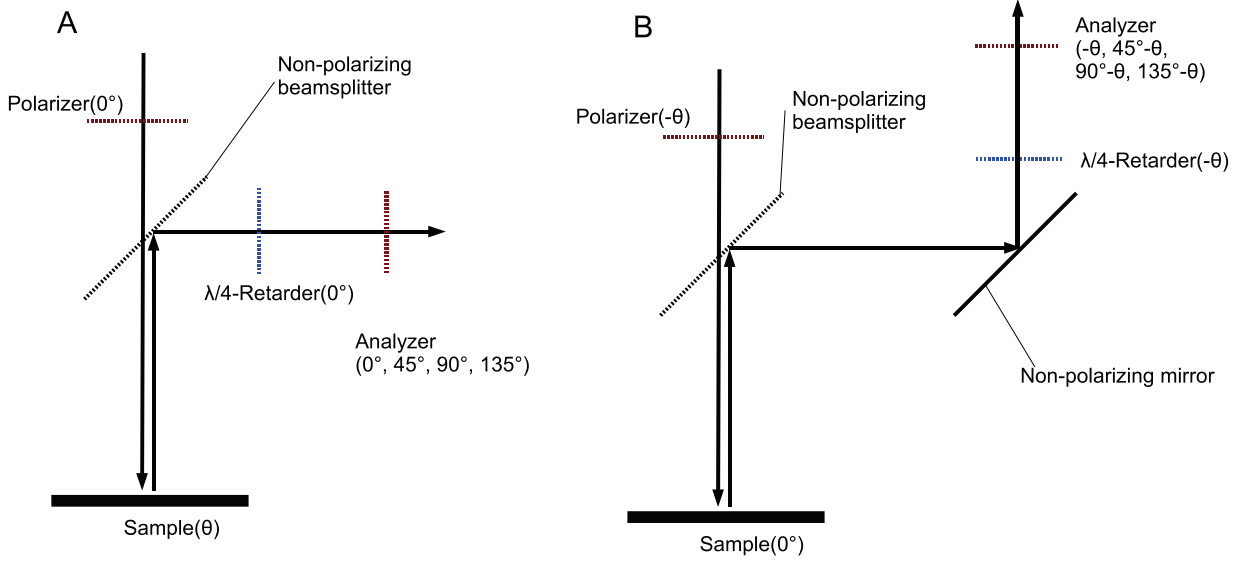 A
Non-polarizing
beamsplitter
Polarizer(0°)
λ/4-Retarder(0°)
Analyzer
(0°, 45°, 90°, 135°)
Sample(θ)
B
Analyzer
(-θ, 45°-θ,
90°-θ, 135°-θ)
Non-polarizing
beamsplitter
Polarizer(-θ)
λ/4-Retarder(-θ)
Non-polarizing mirror
Sample(0°)